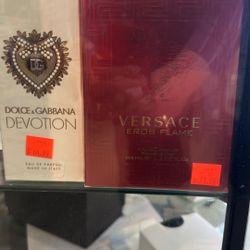 DG
DOLCE&GABBANA
DEVOTION
EAU DE PARFUM
MADE IN ITALY
VERSACE
EROS FLAME